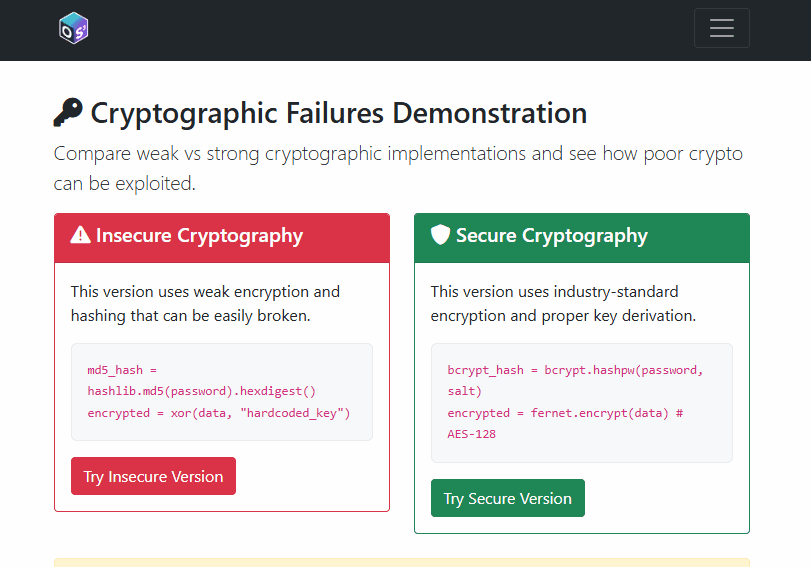 OS
Cryptographic Failures Demonstration
Compare weak vs strong cryptographic implementations and see how poor crypto
can be exploited.
Insecure Cryptography
This version uses weak encryption and
hashing that can be easily broken.
md5_hash =
hashlib.md5(password).hexdigest()
encrypted = xor(data, "hardcoded_key")
Try Insecure Version
Secure Cryptography
This version uses industry-standard
encryption and proper key derivation.
bcrypt_hash = bcrypt.hashpw(password,
salt)
encrypted = fernet.encrypt(data) #
AES-128
Try Secure Version